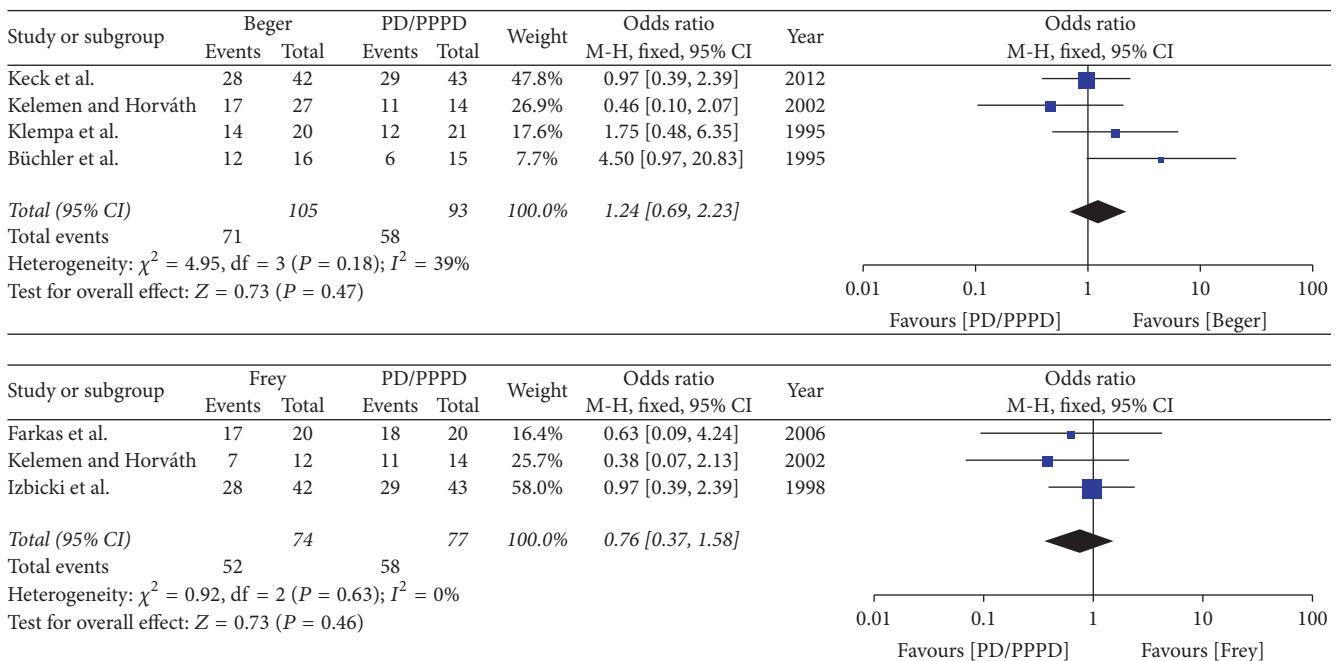 Study or subgroup Beger PD/PPPD Weight Odds ratio Year Odds ratio
Events Total Events Total M-H, fixed, 95% CI M-H, fixed, 95% CI
Keck et al. 28 42 29 43 47.8% 0.97 [0.39, 2.39] 2012
Kelemen and Horváth 17 27 11 14 26.9% 0.46 [0.10, 2.07] 2002
Klempa et al. 14 20 12 21 17.6% 1.75 [0.48, 6.35] 1995
Büchler et al. 12 16 6 15 7.7% 4.50 [0.97, 20.83] 1995
Total (95% CI) 105 93 100.0% 1.24 [0.69, 2.23]
Total events 71 58
Heterogeneity: χ² = 4.95, df = 3 (P = 0.18); I² = 39%
Test for overall effect: Z = 0.73 (P = 0.47)
0.01 0.1 1 10 100
Favours [PD/PPPD] Favours [Beger]
Study or subgroup Frey PD/PPPD Weight Odds ratio Year Odds ratio
Events Total Events Total M-H, fixed, 95% CI M-H, fixed, 95% CI
Farkas et al. 17 20 18 20 16.4% 0.63 [0.09, 4.24] 2006
Kelemen and Horváth 7 12 11 14 25.7% 0.38 [0.07, 2.13] 2002
Izbicki et al. 28 42 29 43 58.0% 0.97 [0.39, 2.39] 1998
Total (95% CI) 74 77 100.0% 0.76 [0.37, 1.58]
Total events 52 58
Heterogeneity: χ² = 0.92, df = 2 (P = 0.63); I² = 0%
Test for overall effect: Z = 0.73 (P = 0.46)
0.01 0.1 1 10 100
Favours [PD/PPPD] Favours [Frey]